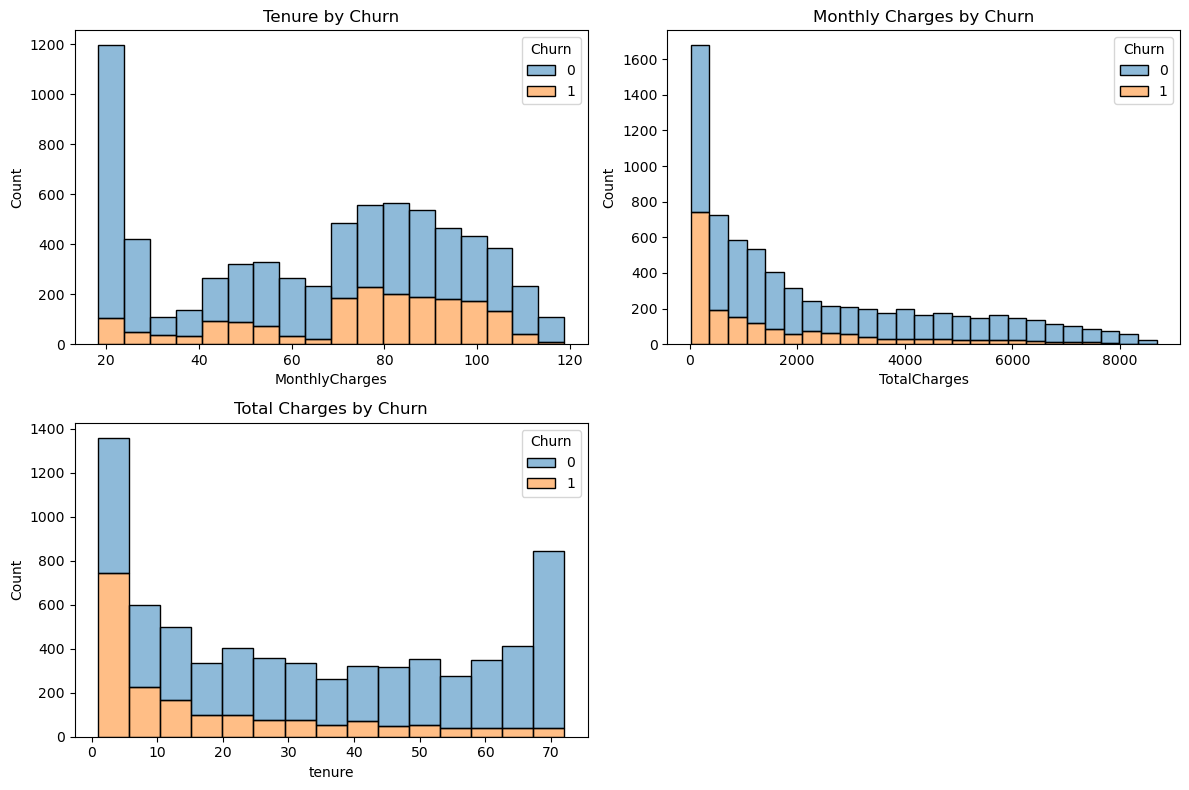 Tenure by Churn
1200
1000
800
600
400
200
0
Count
20 40 60 80 100 120
MonthlyCharges
Churn
0
1
Monthly Charges by Churn
1600
1400
1200
1000
800
600
400
200
0
Count
0 2000 4000 6000 8000
TotalCharges
Churn
0
1
Total Charges by Churn
1400
1200
1000
800
600
400
200
0
Count
0 10 20 30 40 50 60 70
tenure
Churn
0
1